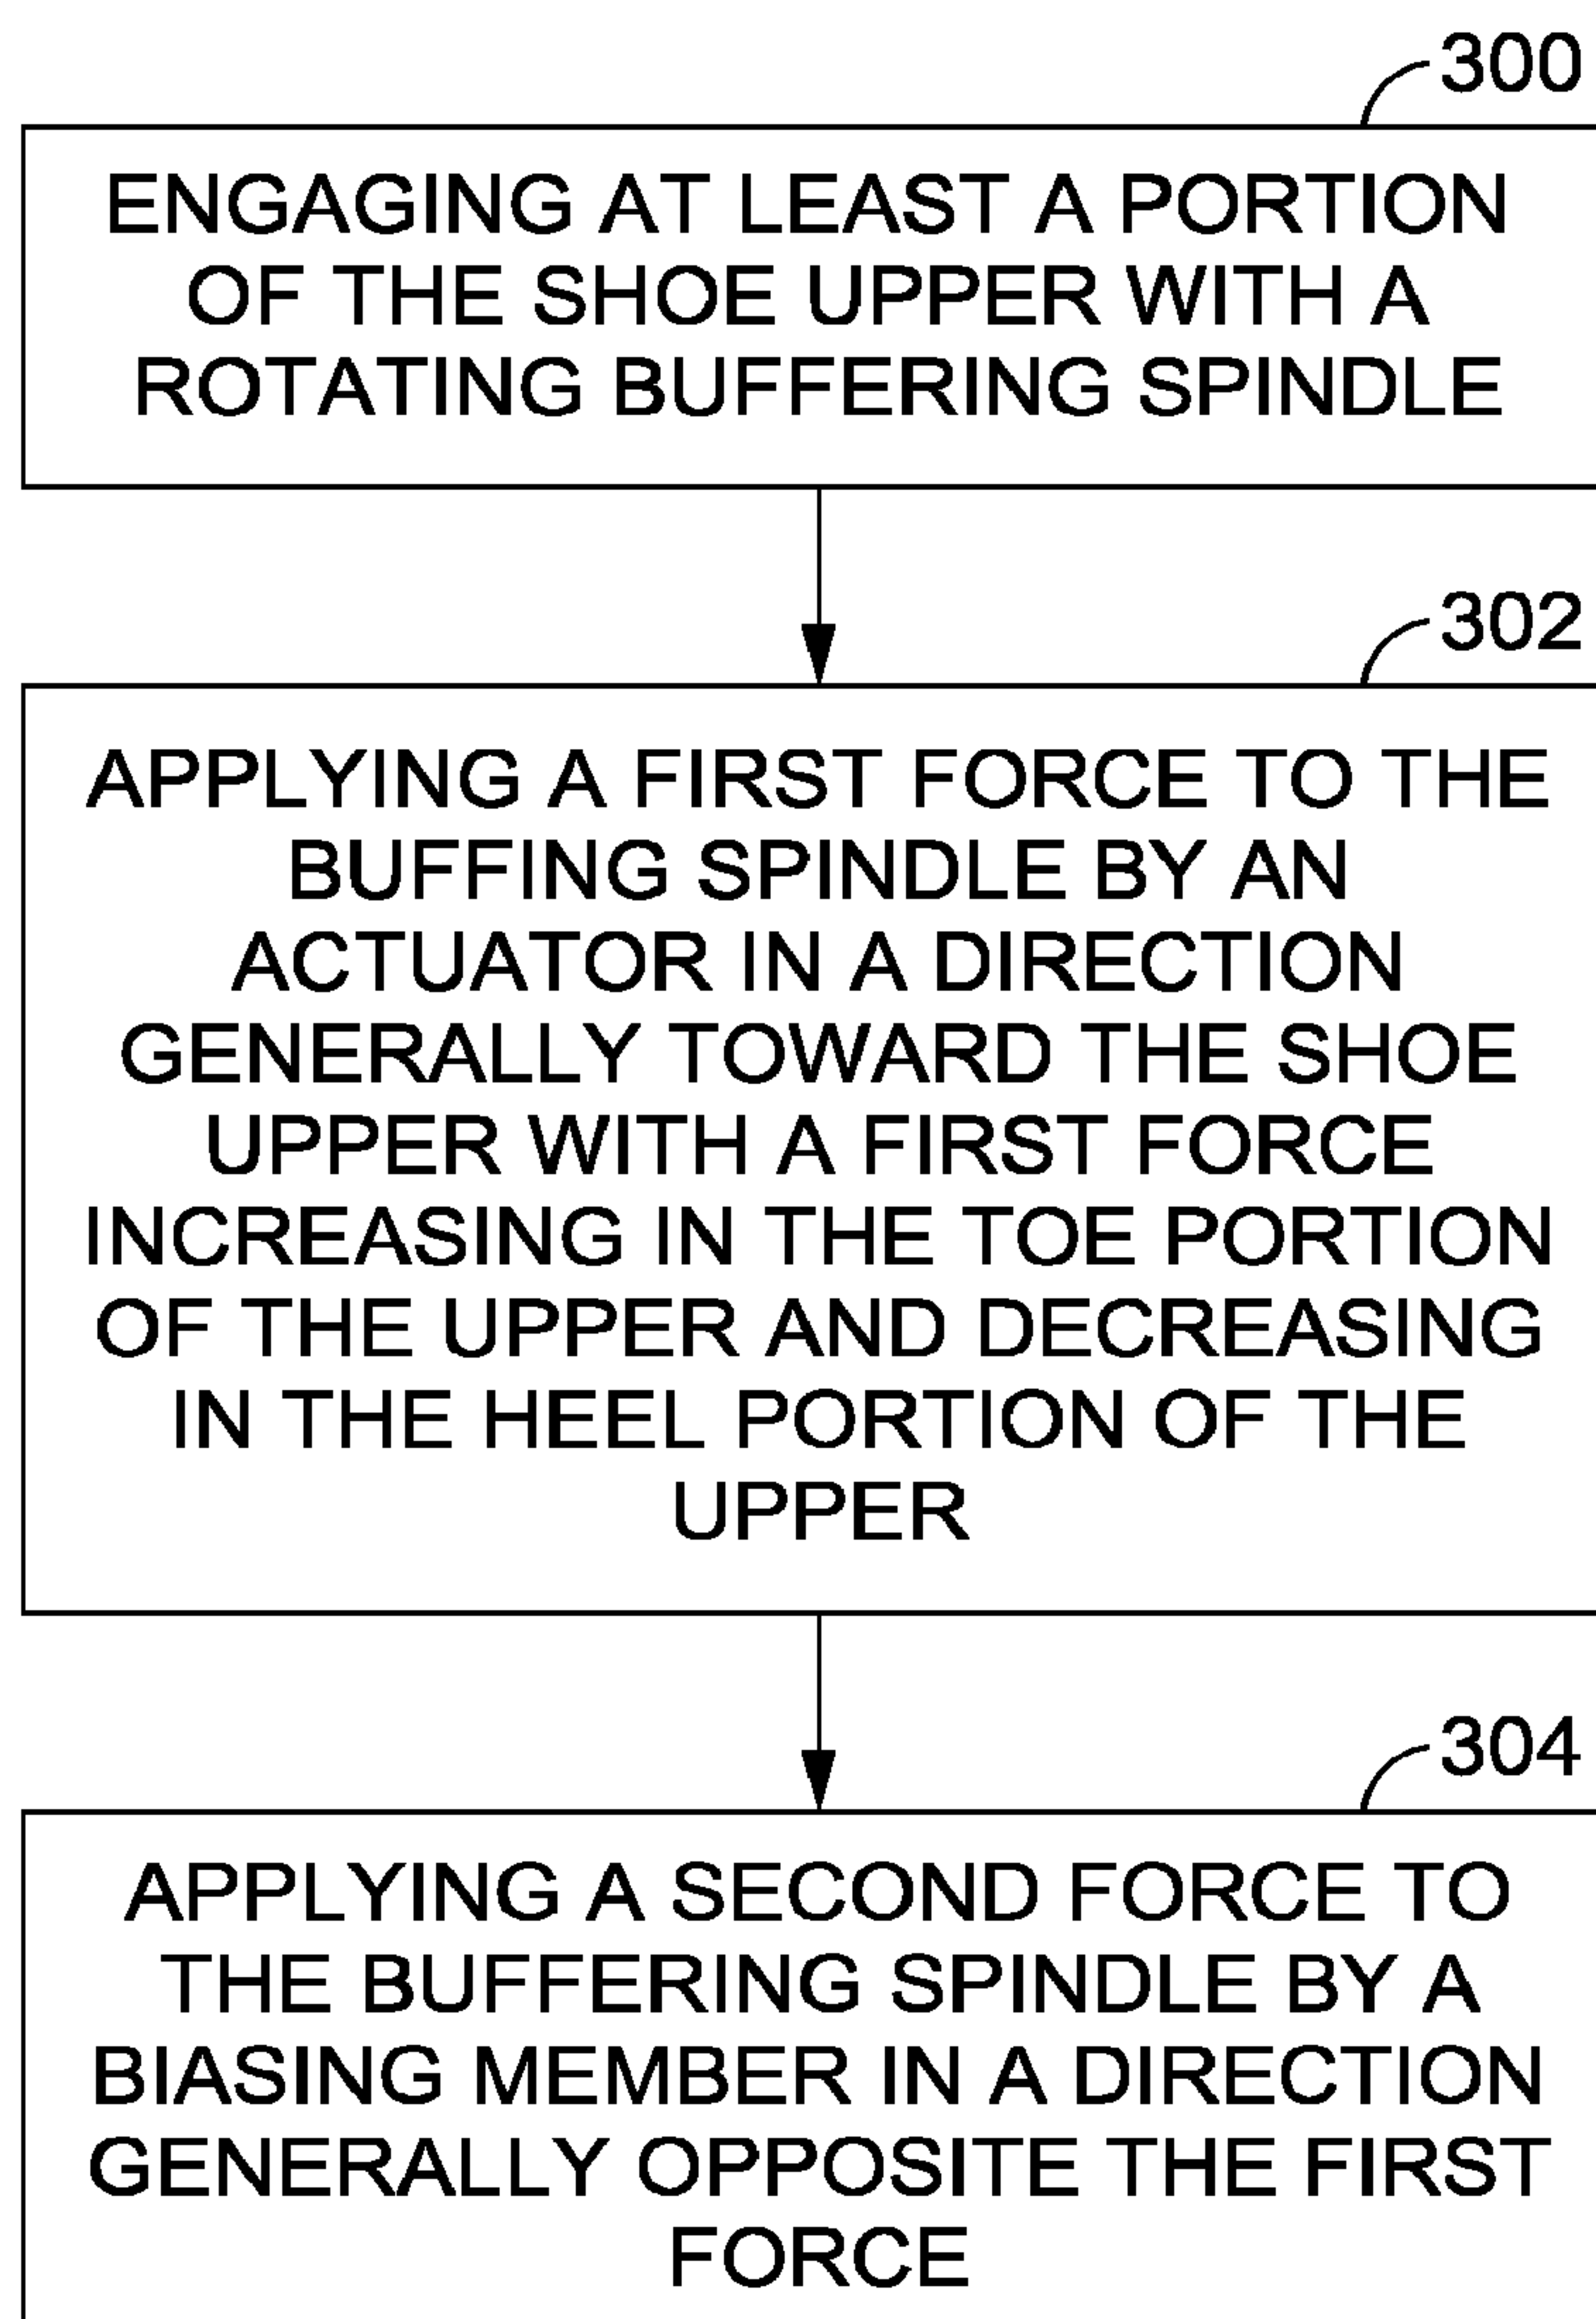 300
ENGAGING AT LEAST A PORTION
OF THE SHOE UPPER WITH A
ROTATING BUFFERING SPINDLE
302
APPLYING A FIRST FORCE TO THE
BUFFING SPINDLE BY AN
ACTUATOR IN A DIRECTION
GENERALLY TOWARD THE SHOE
UPPER WITH A FIRST FORCE
INCREASING IN THE TOE PORTION
OF THE UPPER AND DECREASING
IN THE HEEL PORTION OF THE
UPPER
304
APPLYING A SECOND FORCE TO
THE BUFFERING SPINDLE BY A
BIASING MEMBER IN A DIRECTION
GENERALLY OPPOSITE THE FIRST
FORCE